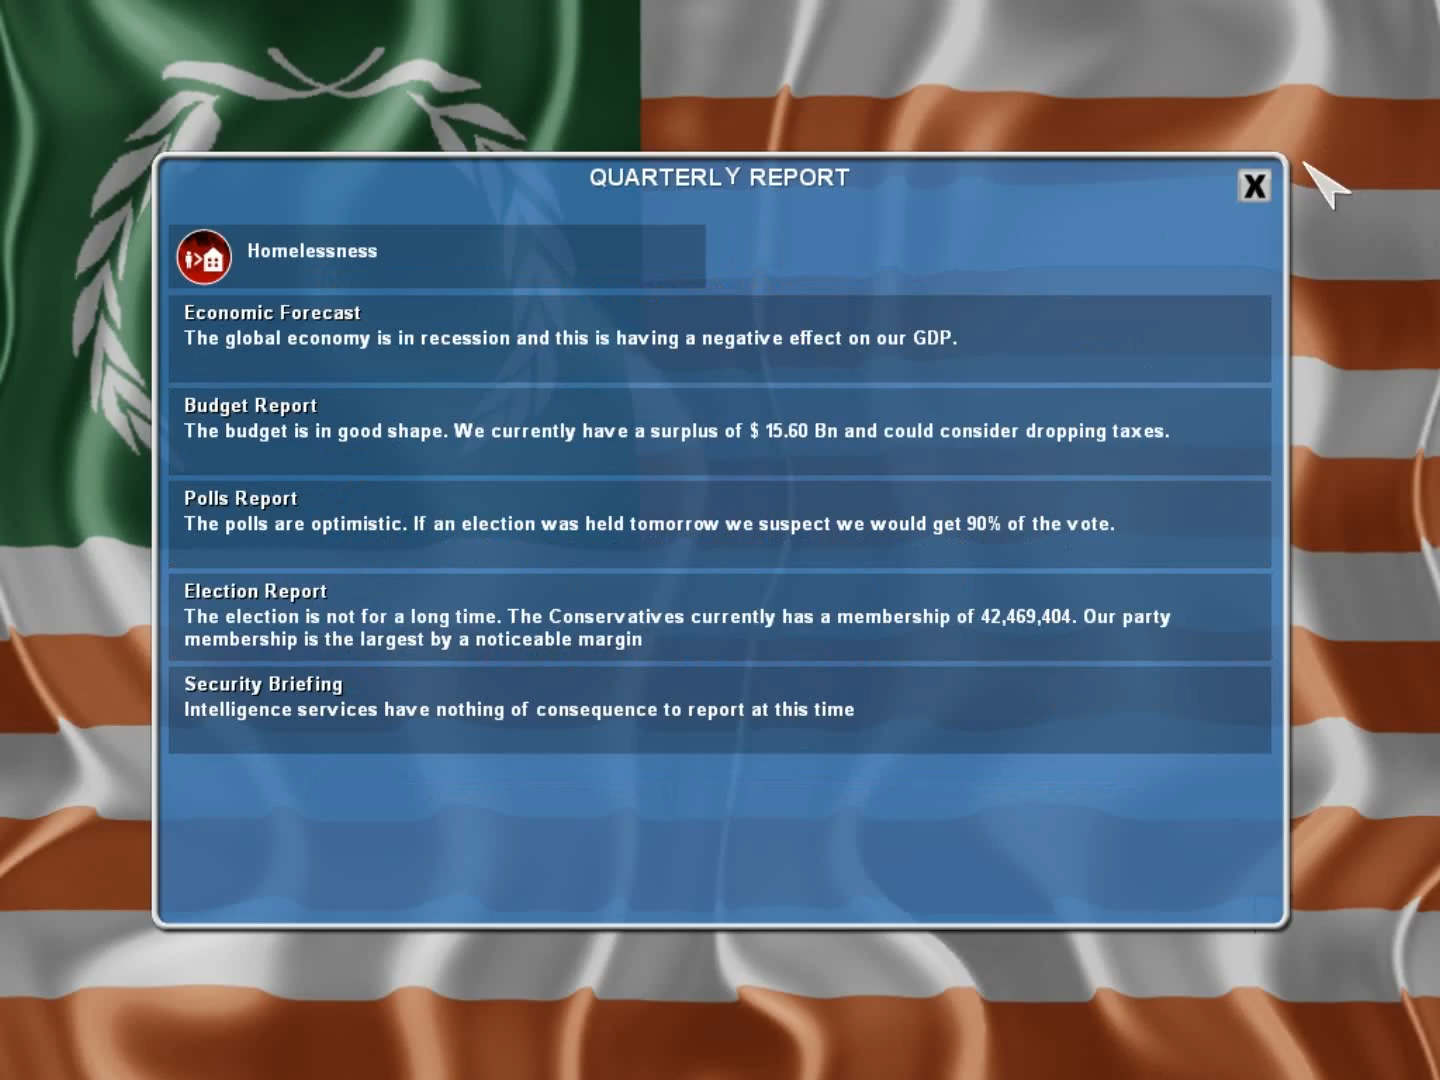 QUARTERLY REPORT
X
Homelessness
Economic Forecast
The global economy is in recession and this is having a negative effect on our GDP.
Budget Report
The budget is in good shape. We currently have a surplus of $ 15.60 Bn and could consider dropping taxes.
Polls Report
The polls are optimistic. If an election was held tomorrow we suspect we would get 90% of the vote.
Election Report
The election is not for a long time. The Conservatives currently has a membership of 42,469,404. Our party
membership is the largest by a noticeable margin
Security Briefing
Intelligence services have nothing of consequence to report at this time